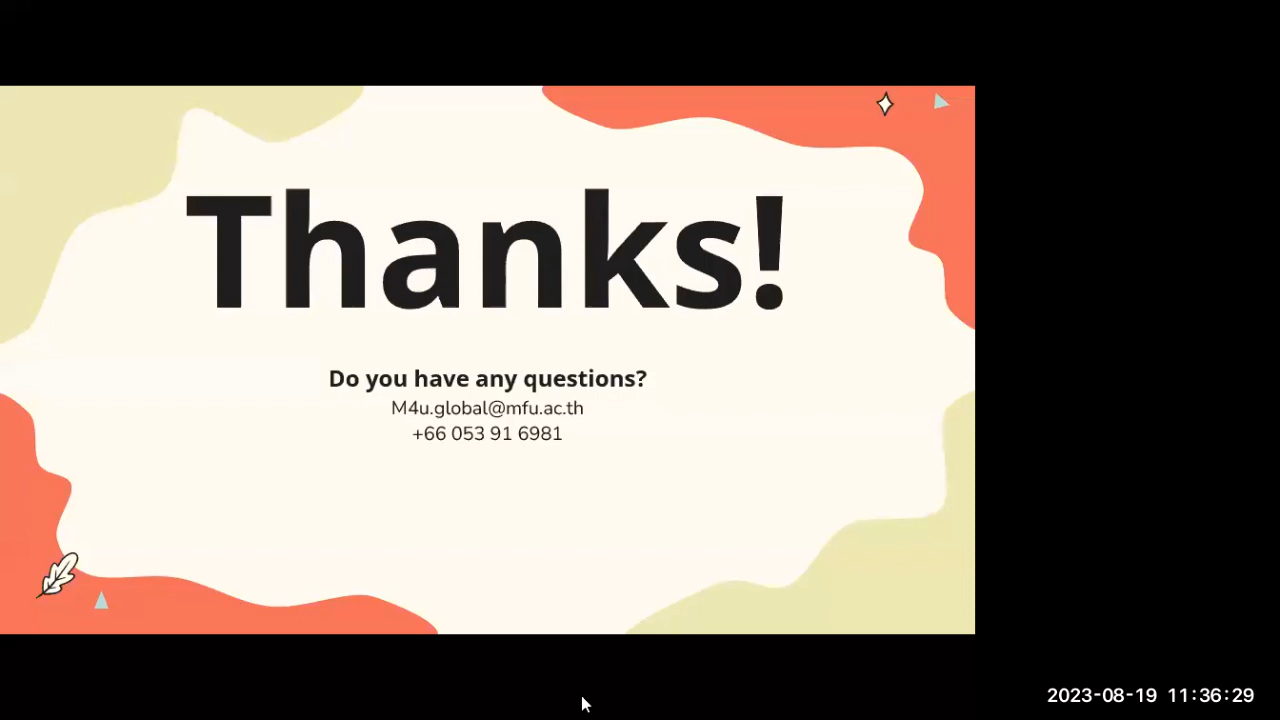 Thanks!
Do you have any questions?
M4u.global@mfu.ac.th
+66 053 91 6981
2023-08-19 11:36:29